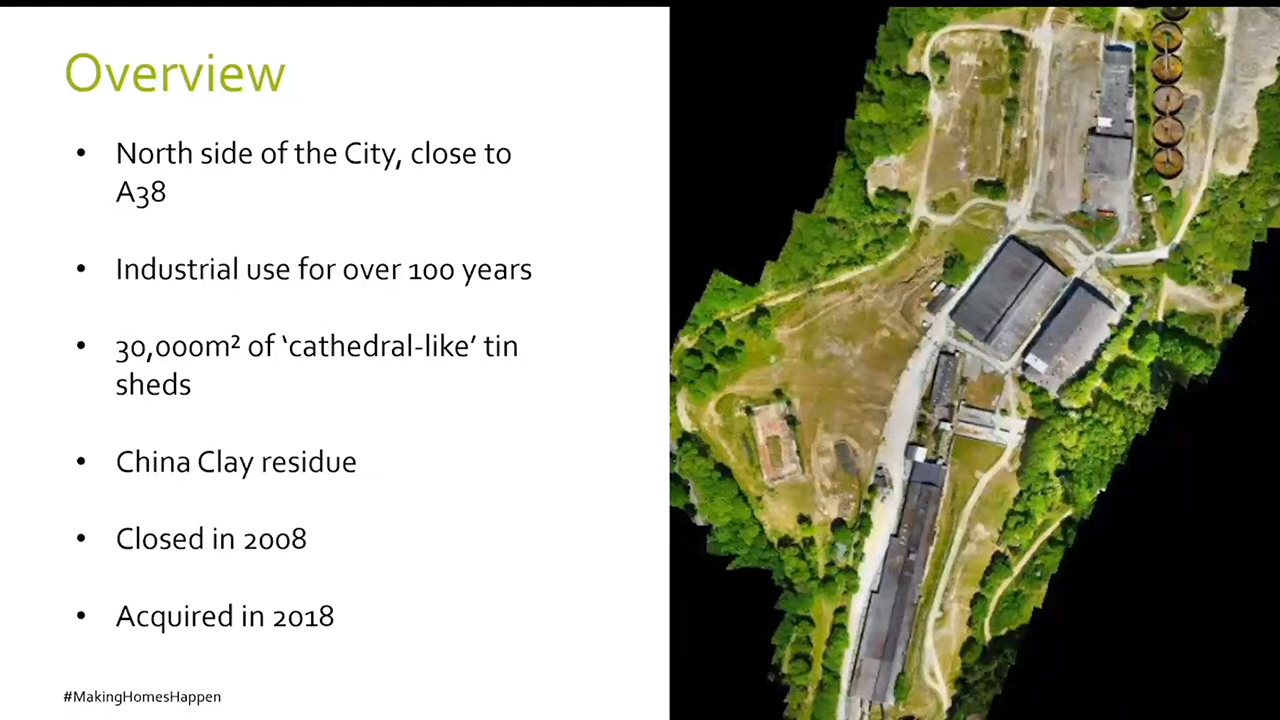 Overview
• North side of the City, close to
A38
• Industrial use for over 100 years
• 30,000m² of ‘cathedral-like’ tin
sheds
• China Clay residue
• Closed in 2008
• Acquired in 2018
#MakingHomesHappen